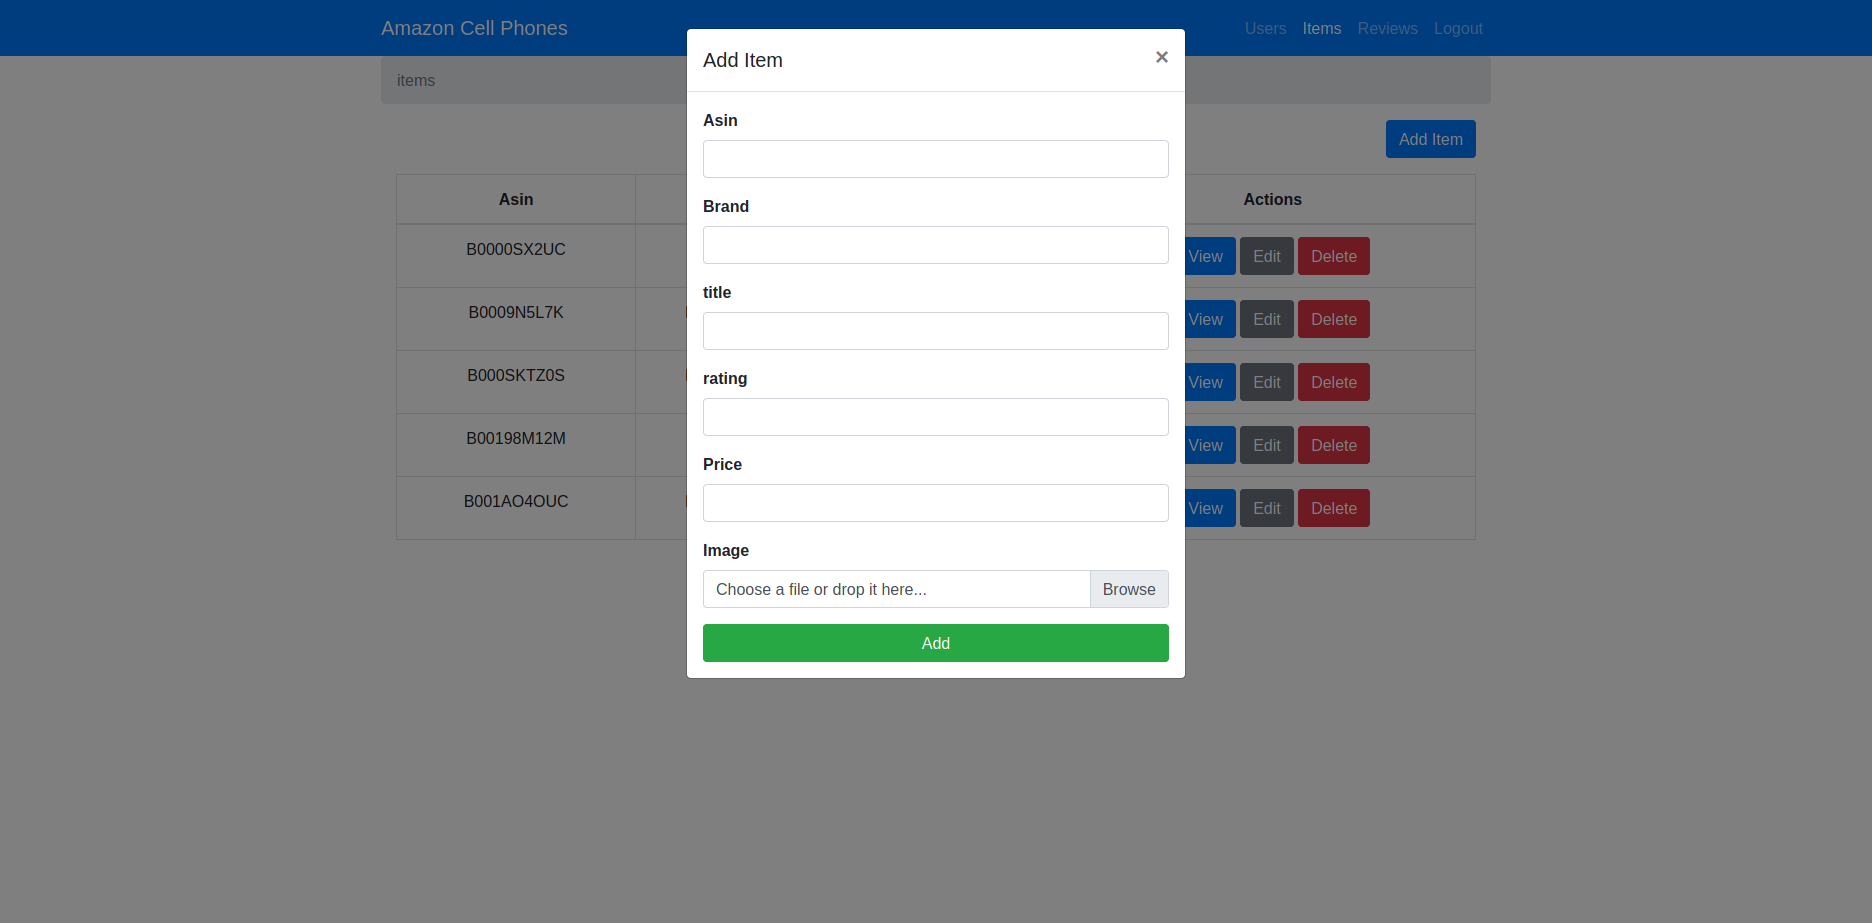 Amazon Cell Phones
Users Items Reviews Logout
items
Add Item
Asin Actions
B0000SX2UC View Edit Delete
B0009N5L7K View Edit Delete
B000SKTZ0S View Edit Delete
B00198M12M View Edit Delete
B001AO4OUC View Edit Delete
Add Item ×
Asin
Brand
title
rating
Price
Image
Choose a file or drop it here... Browse
Add